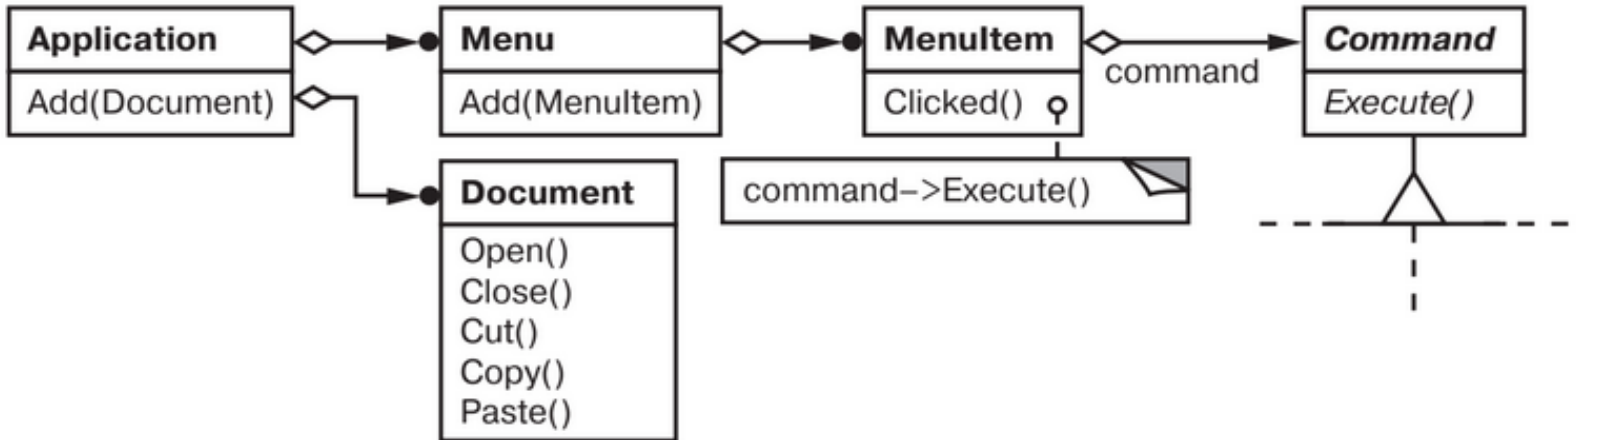 Application
Add(Document)
Menu
Add(MenuItem)
MenuItem
Clicked()
command
Command
Execute()
command–>Execute()
Document
Open()
Close()
Cut()
Copy()
Paste()